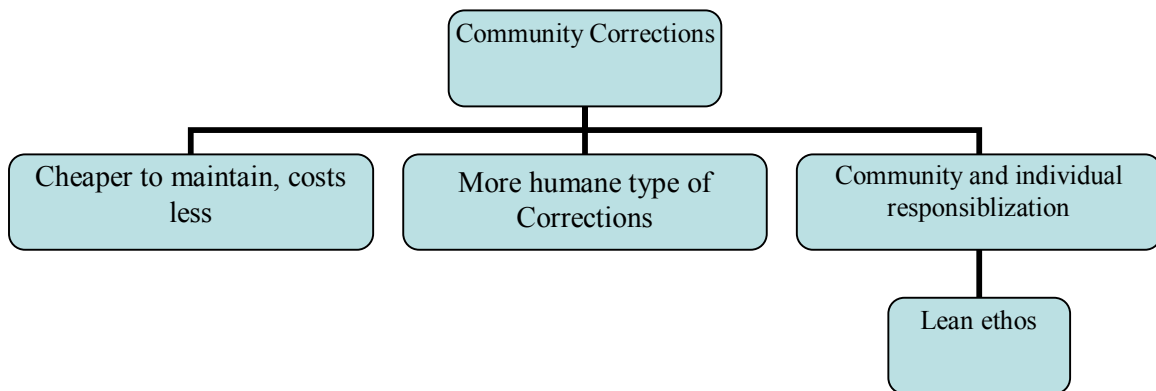 Community Corrections
Cheaper to maintain, costs
less
More humane type of
Corrections
Community and individual
responsiblization
Lean ethos